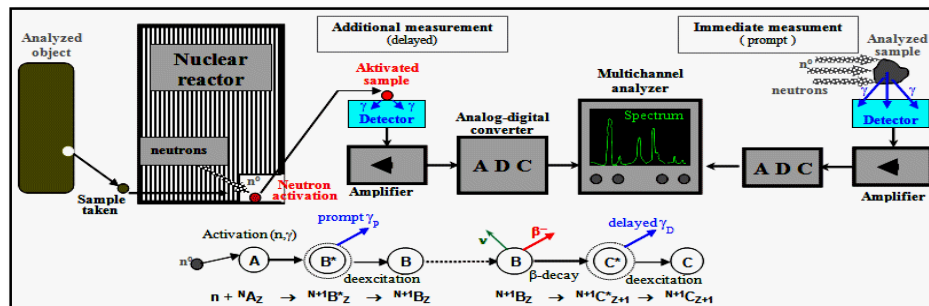 Analyzed
object
Nuclear
reactor
neutrons
n⁰
Neutron
activation
Sample
taken
Additional measurement
(delayed)
Aktivated
sample
γ γ
Detector
Amplifier
Analog-digital
converter
A D C
Multichannel
analyzer
Spectrum
Immediate measument
( prompt )
Analyzed
sample
n⁰
neutrons
γ γ
Detector
Amplifier
A D C
Activation (n,γ)
n⁰
A
prompt γP
B*
deexcitation
B
ν
β⁻
B
β-decay
delayed γD
C*
deexcitation
C
n + ᴺAZ → ᴺ⁺¹B*Z → ᴺ⁺¹BZ
ᴺ⁺¹BZ → ᴺ⁺¹C*Z+1 → ᴺ⁺¹CZ+1